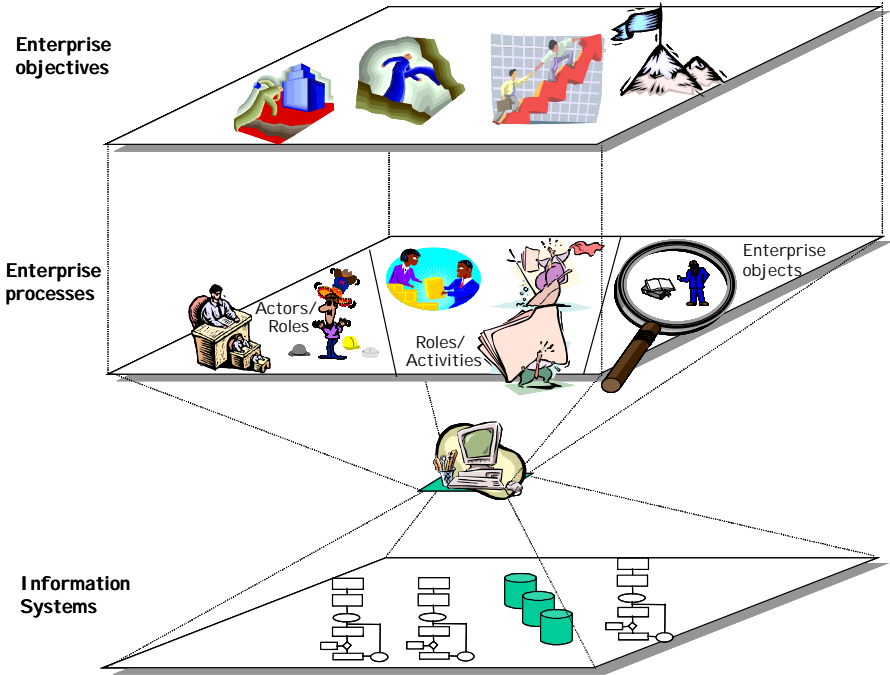 Enterprise
objectives
Enterprise
processes
Actors/
Roles
Roles/
Activities
Enterprise
objects
Information
Systems